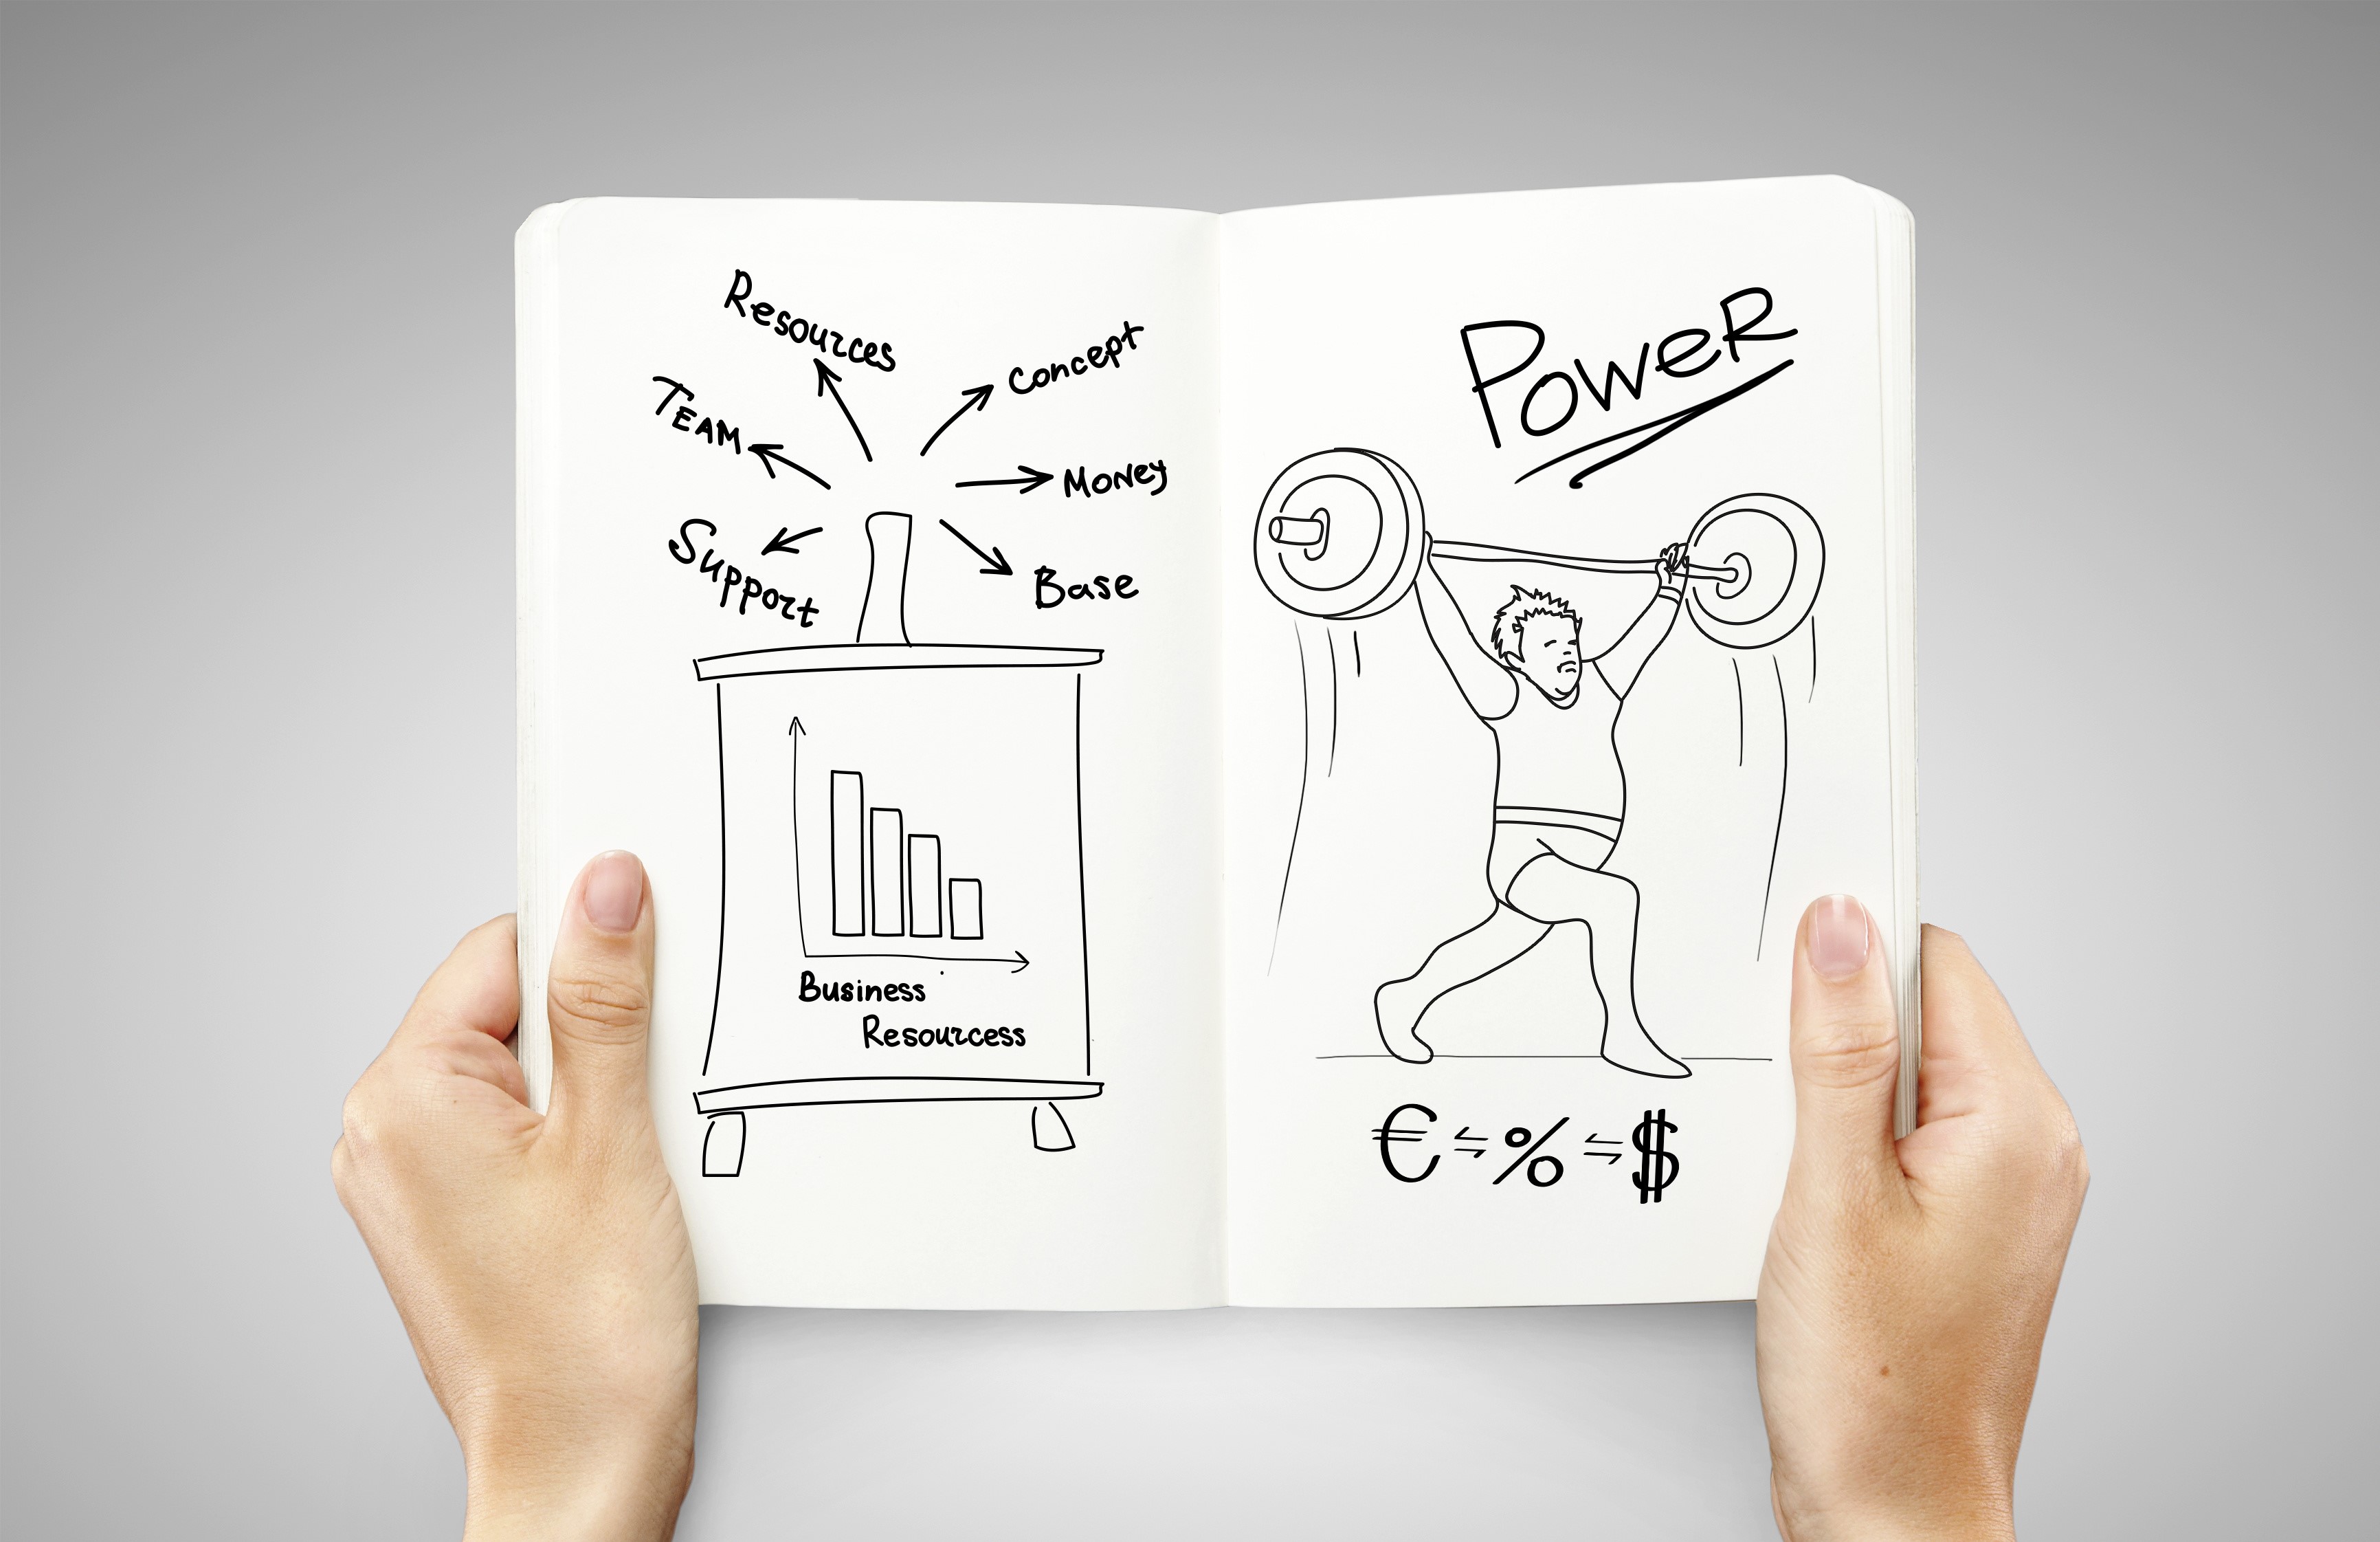 Resources
Concept
TEAM
Money
Support
Base
Business
Resourcess
Power
€ ⇋ % ⇋ $